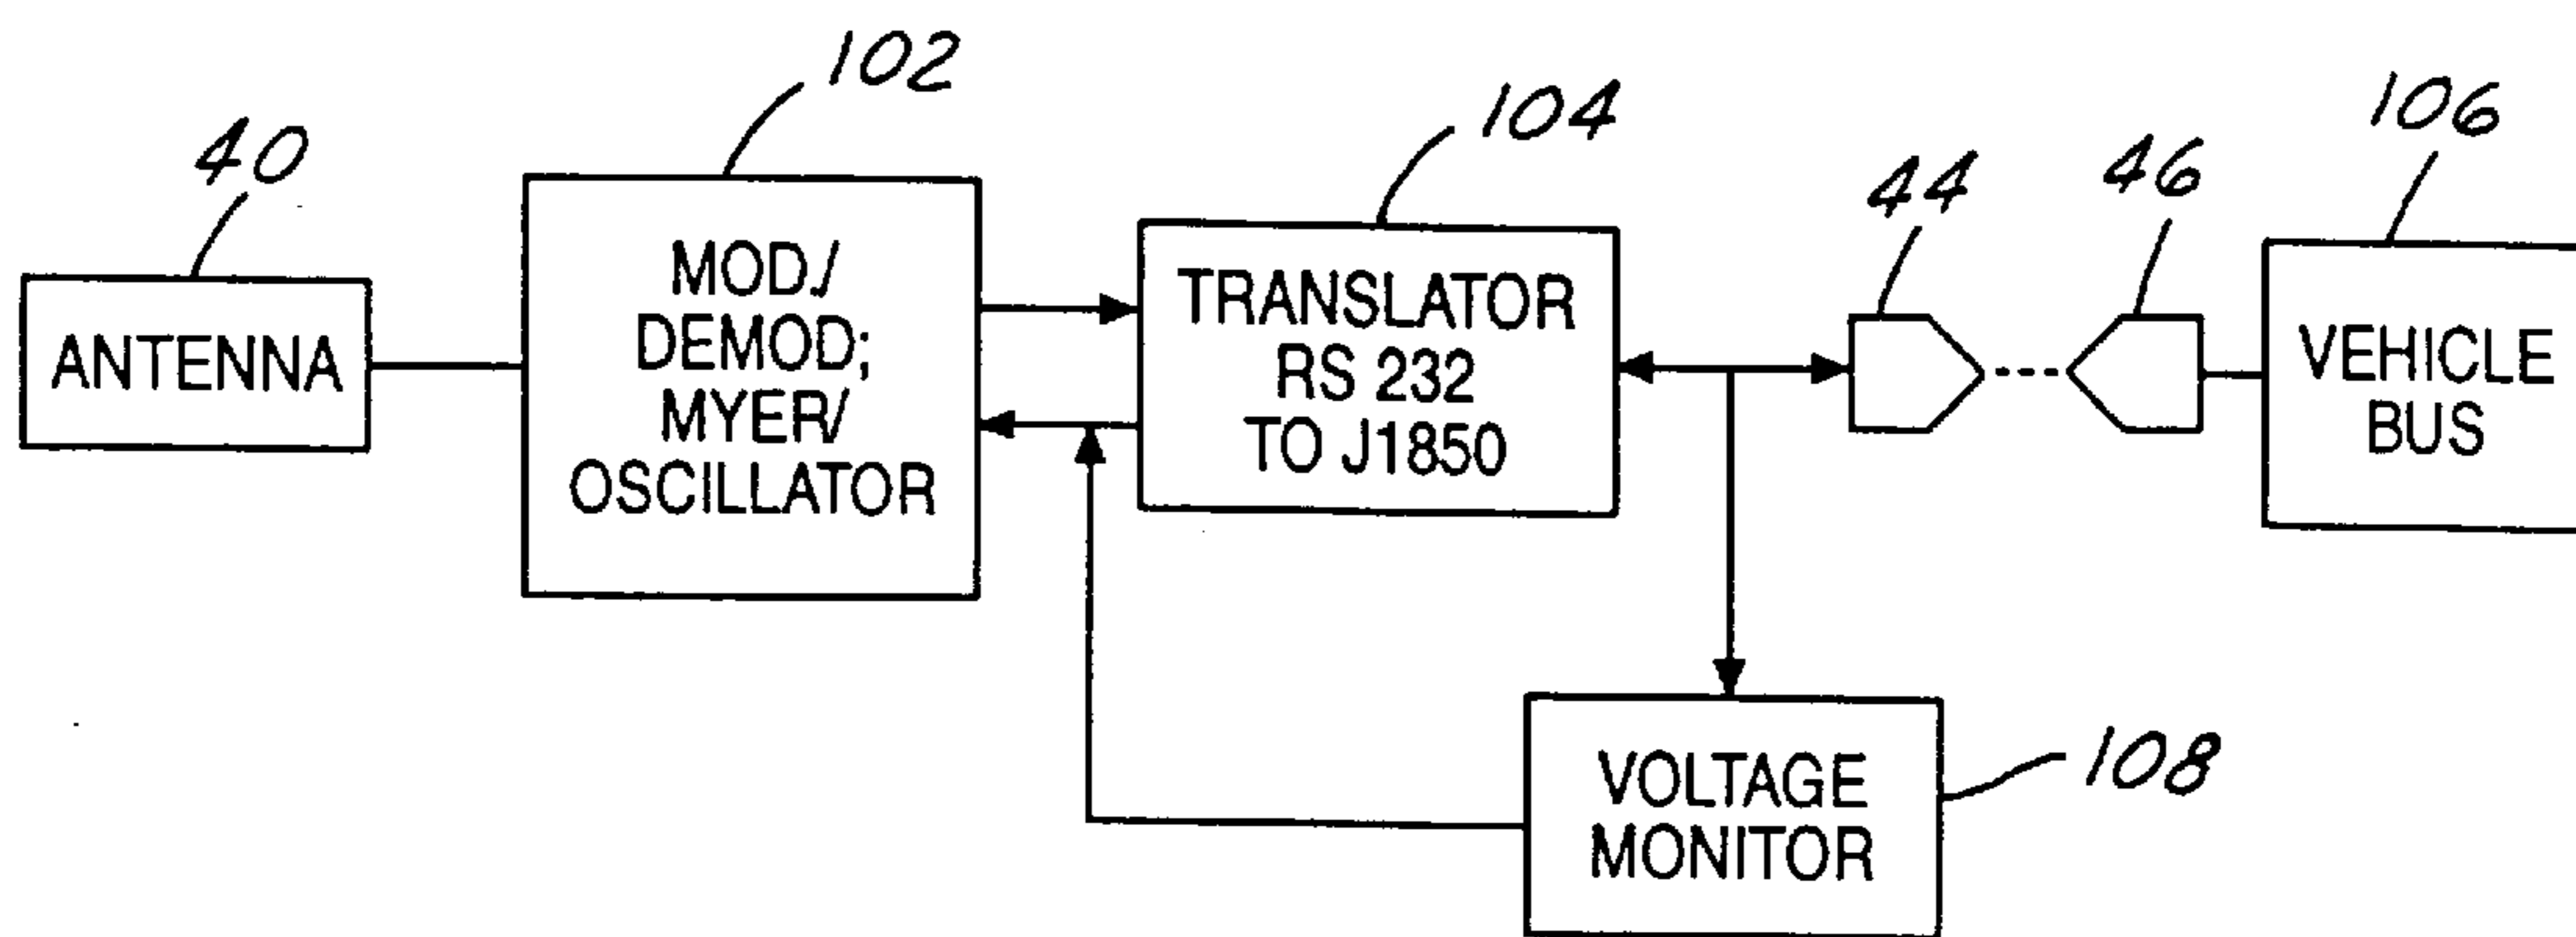 102
40
104
44
46
106
ANTENNA
MOD./
DEMOD;
MYER/
OSCILLATOR
TRANSLATOR
RS 232
TO J1850
VEHICLE
BUS
VOLTAGE
MONITOR
108